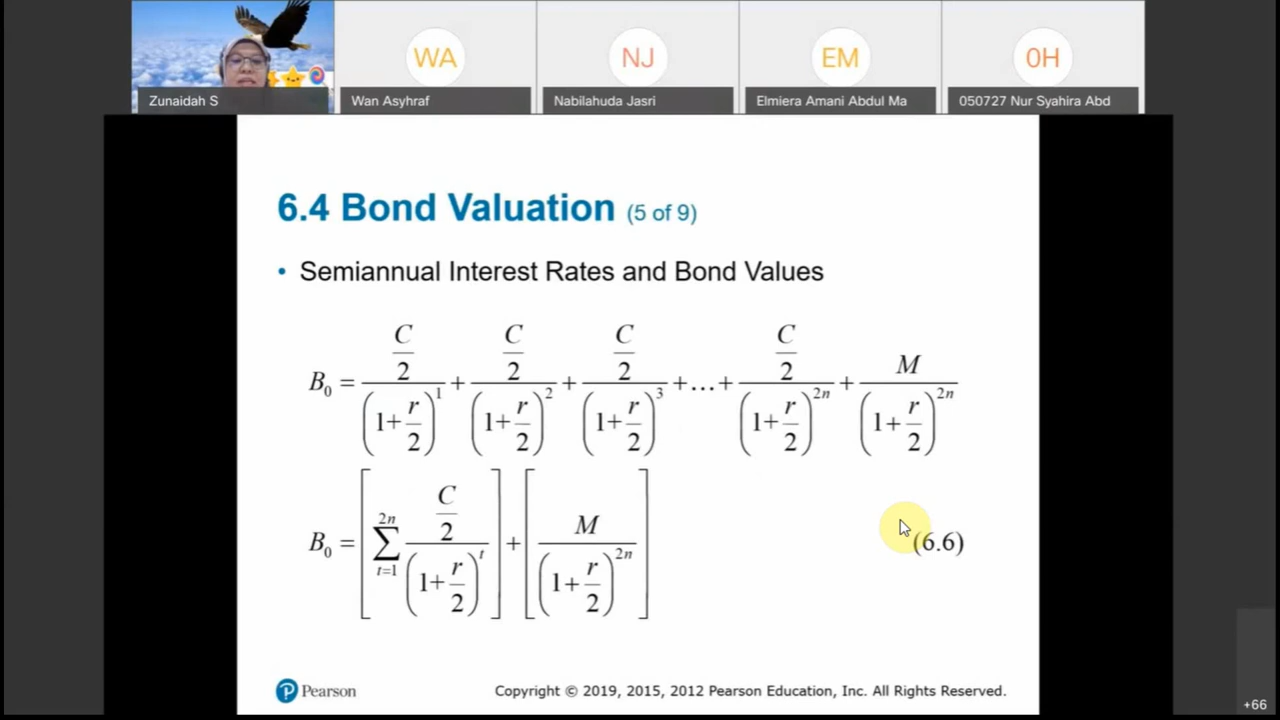 WA
NJ
EM
0H
Zunaidah S
Wan Asyhraf
Nabilahuda Jasri
Elmiera Amani Abdul Ma
050727 Nur Syahira Abd
6.4 Bond Valuation (5 of 9)
• Semiannual Interest Rates and Bond Values
B₀ = (C/2)/(1+r/2)¹ + (C/2)/(1+r/2)² + (C/2)/(1+r/2)³ +...+ (C/2)/(1+r/2)²ⁿ + M/(1+r/2)²ⁿ
B₀ = [∑_{t=1}^{2n} (C/2)/(1+r/2)ᵗ] + [M/(1+r/2)²ⁿ] (6.6)
P Pearson
Copyright © 2019, 2015, 2012 Pearson Education, Inc. All Rights Reserved.
+66